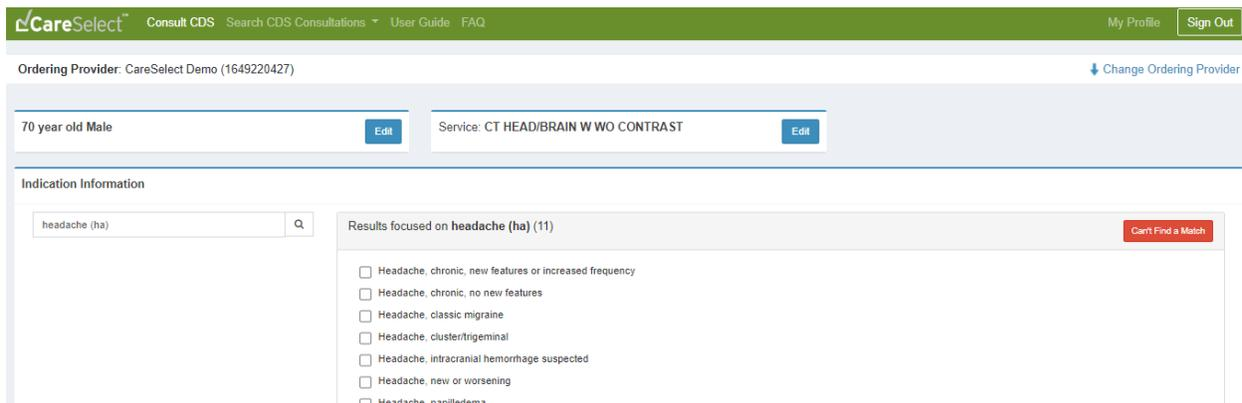 CareSelect™ Consult CDS Search CDS Consultations User Guide FAQ My Profile Sign Out
Ordering Provider: CareSelect Demo (1649220427) Change Ordering Provider
70 year old Male Edit Service: CT HEAD/BRAIN W WO CONTRAST Edit
Indication Information
headache (ha) Results focused on headache (ha) (11) Can't Find a Match
Headache, chronic, new features or increased frequency
Headache, chronic, no new features
Headache, classic migraine
Headache, cluster/trigeminal
Headache, intracranial hemorrhage suspected
Headache, new or worsening
Headache, papilledema